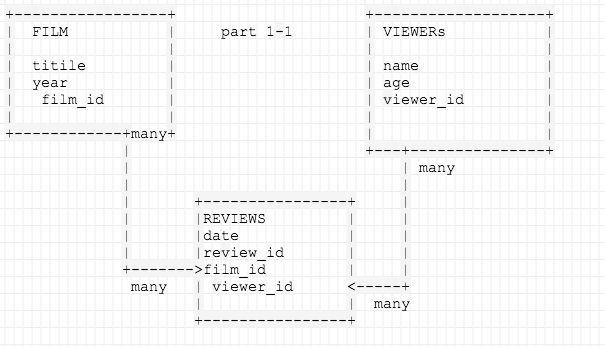 FILM
part 1-1
VIEWERs
titile
year
film_id
name
age
viewer_id
many
many
REVIEWS
date
review_id
film_id
viewer_id
many
many